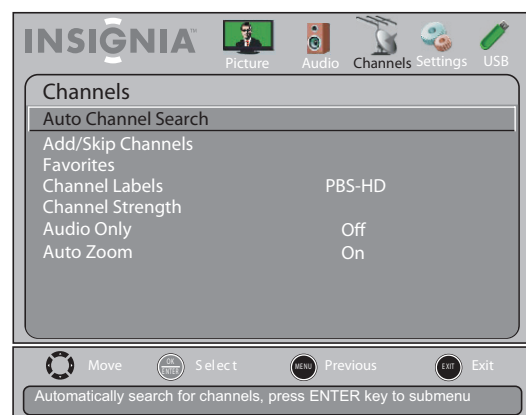 INSIGNIA™
Picture Audio Channels Settings USB
Channels
Auto Channel Search
Add/Skip Channels
Favorites
Channel Labels PBS-HD
Channel Strength
Audio Only Off
Auto Zoom On
Move OK ENTER Select MENU Previous EXIT Exit
Automatically search for channels, press ENTER key to submenu